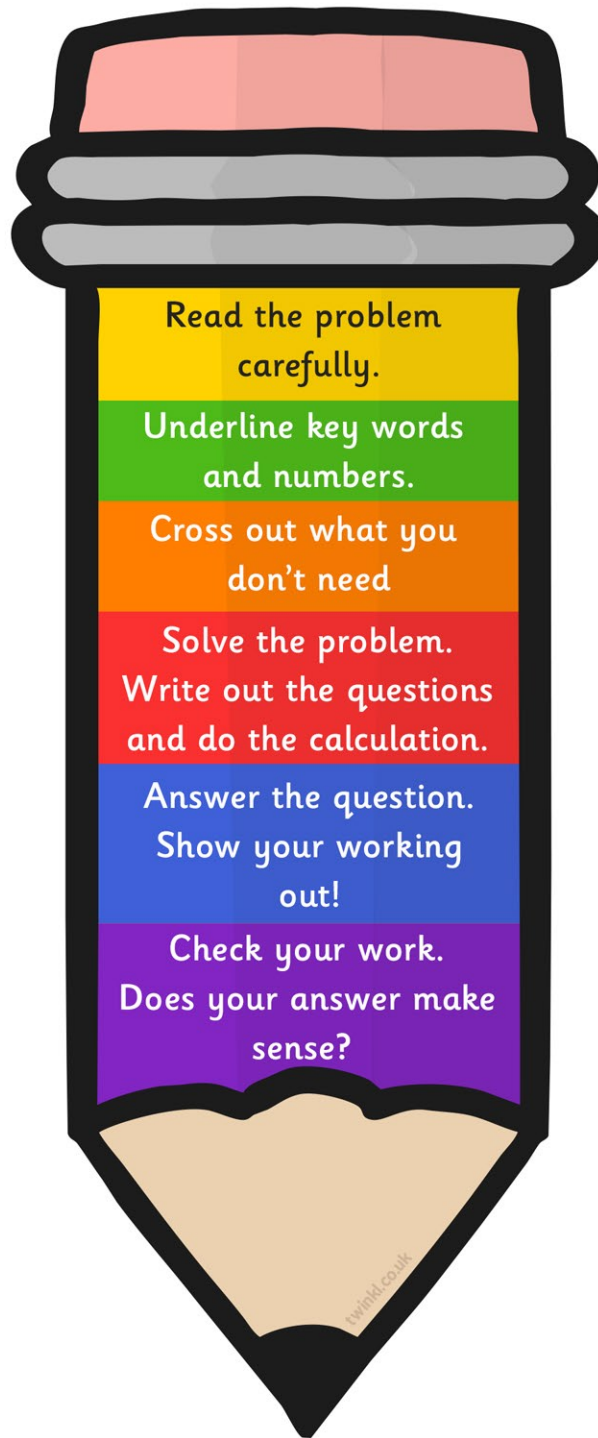 Read the problem
carefully.
Underline key words
and numbers.
Cross out what you
don't need
Solve the problem.
Write out the questions
and do the calculation.
Answer the question.
Show your working
out!
Check your work.
Does your answer make
sense?
twinkl.co.uk